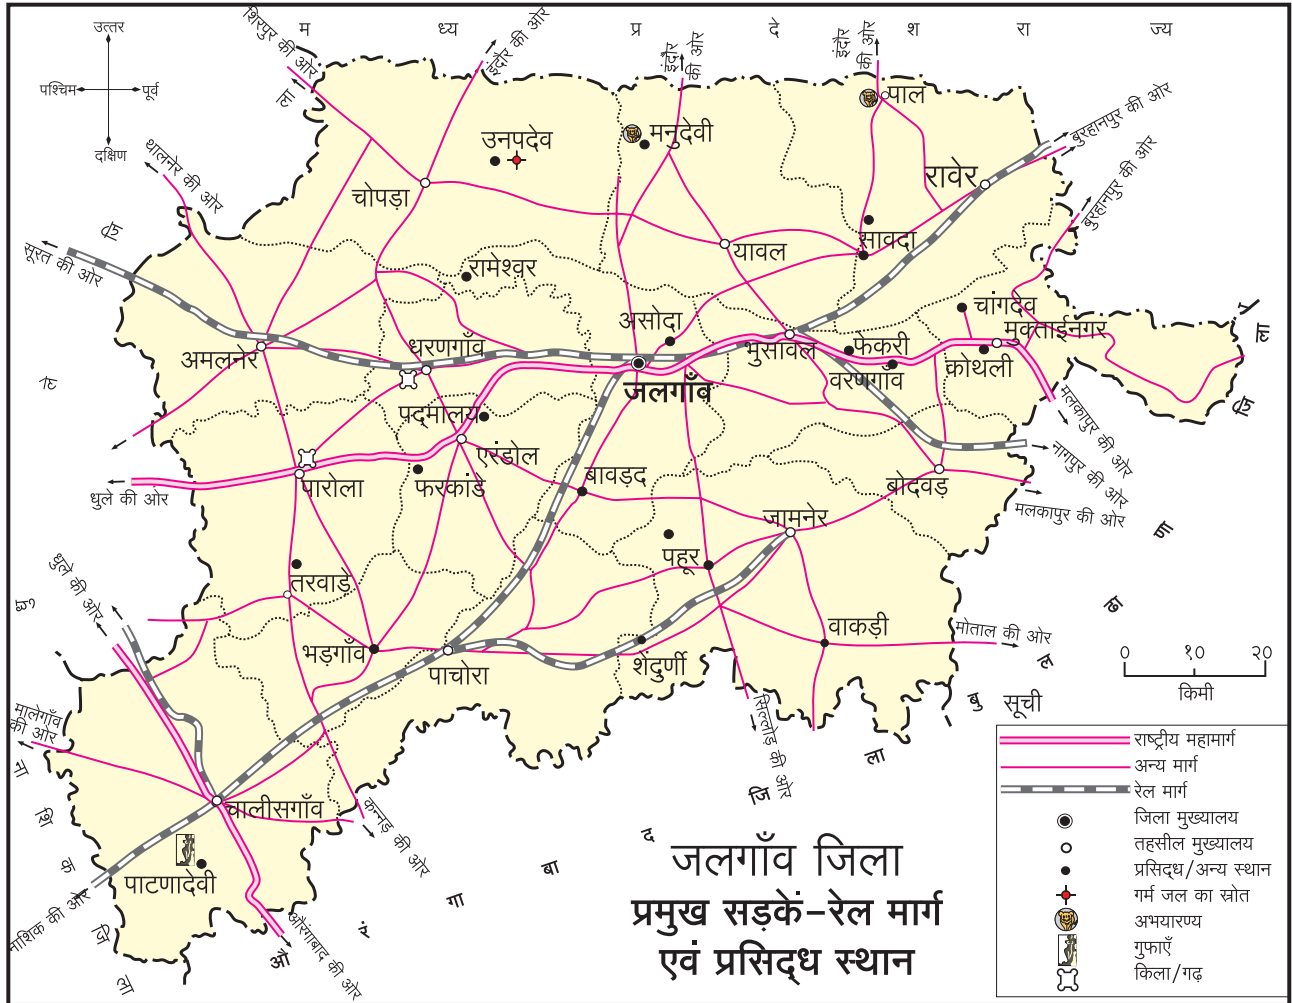 उत्तर
पश्चिम
पूर्व
दक्षिण
म ध्य प्र दे श रा ज्य
शिरपुर की ओर
इंदौर की ओर
इंदौर
की ओर
इंदौर
की ओर
बुरहानपुर की ओर
बुरहानपुर की ओर
थालनेर की ओर
सूरत की ओर
पाल
उनपदेव
मनुदेवी
चोपड़ा
रावेर
सावदा
यावल
रामेश्वर
असोदा
चांगदेव
मुक्ताईनगर
अमलनेर
धरणगाँव
भुसावल
फेकरी
वरणगाँव
कोथली
जलगाँव
पद्मालय
एरंडोल
पारोला
फरकांडे
बावड्द
बोदवड़
जामनेर
पहूर
तरवाड़े
भड़गाँव
पाचोरा
शेंदुर्णी
वाकड़ी
चालीसगाँव
पाटणादेवी
मलकापुर की ओर
नागपुर की ओर
मलकापुर की ओर
मोताल की ओर
सिल्लोड़ की ओर
धुले की ओर
धुले की ओर
मालेगाँव
की ओर
कन्नड़ की ओर
नाशिक की ओर
औरंगाबाद की ओर
धु ले जि ला
ना शि क जि ला
औ रं गा बा द जि ला
बु ल ढा णा जि ला
० १० २०
किमी
सूची
राष्ट्रीय महामार्ग
अन्य मार्ग
रेल मार्ग
जिला मुख्यालय
तहसील मुख्यालय
प्रसिद्ध/अन्य स्थान
गर्म जल का स्रोत
अभयारण्य
गुफाएँ
किला/गढ़
जलगाँव जिला
प्रमुख सड़कें-रेल मार्ग
एवं प्रसिद्ध स्थान